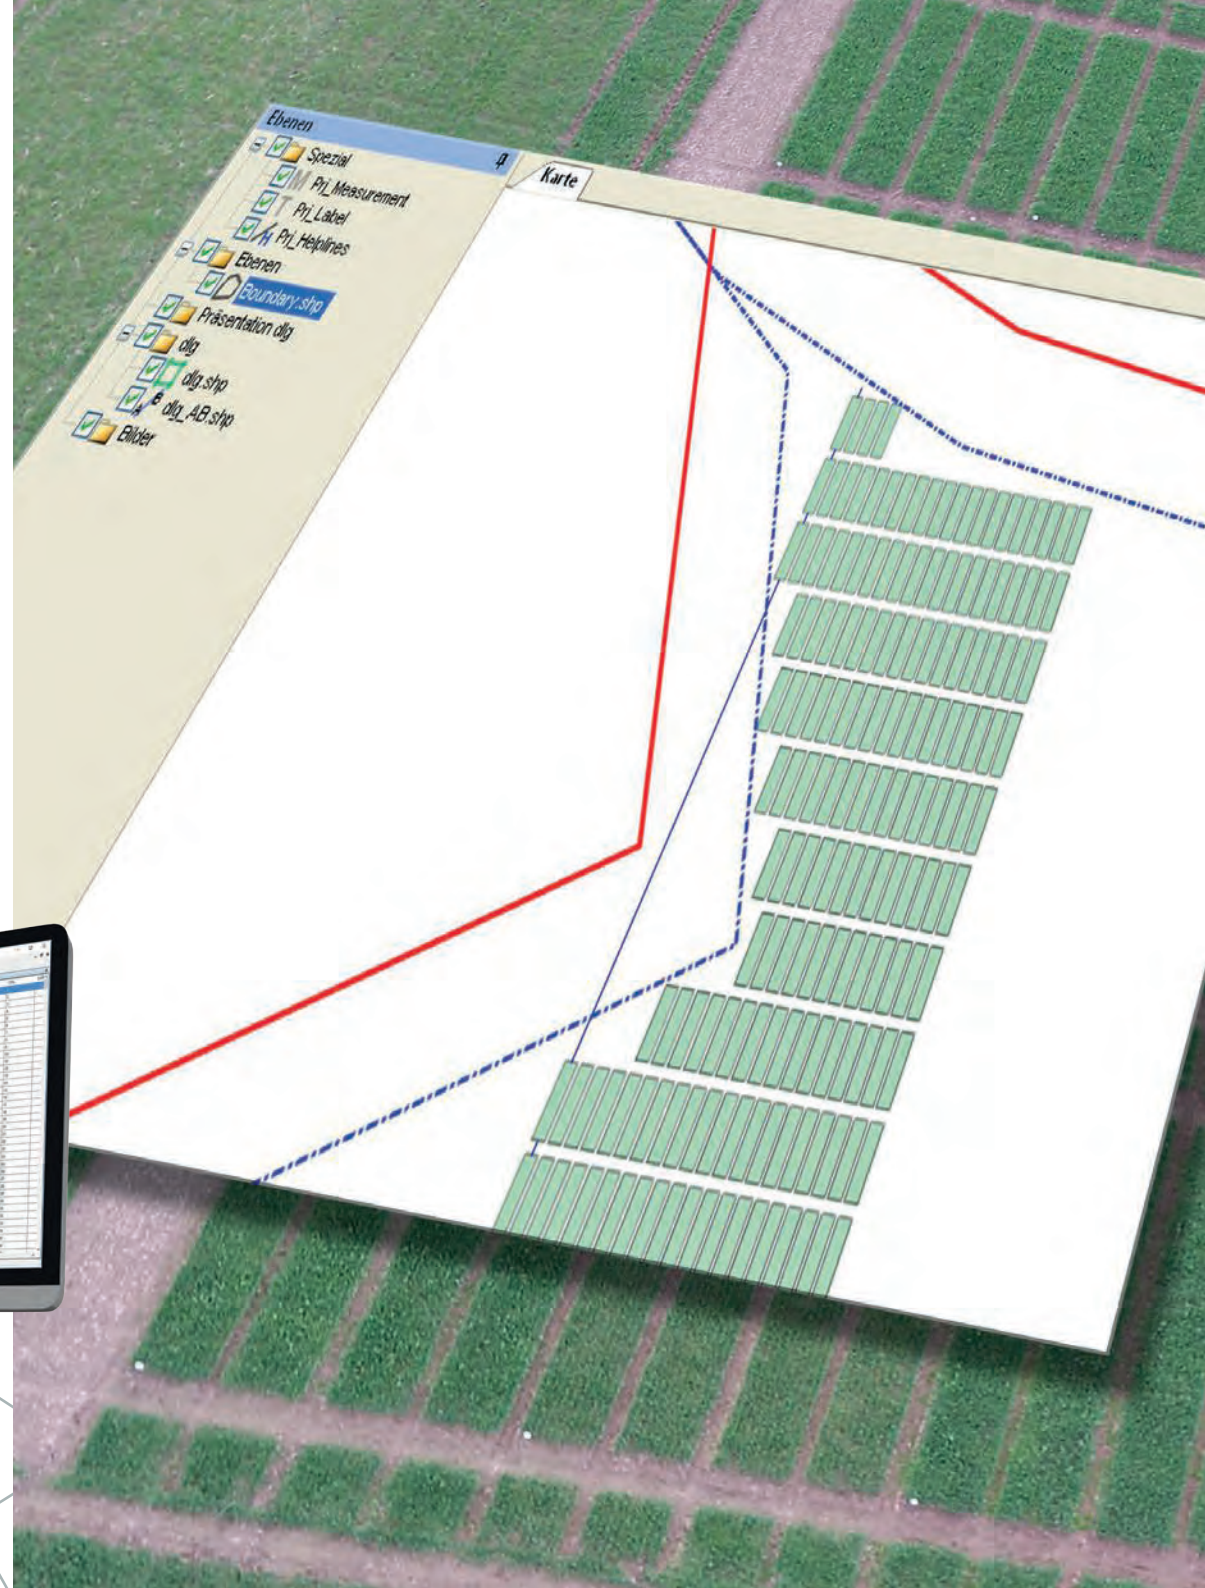 Ebenen
Spezial
M Prj_Measurement
T Prj_Label
H Prj_Helplines
Ebenen
Boundary.shp
Präsentation dlg
dlg
dlg.shp
A B dlg_AB.shp
Bilder
Karte